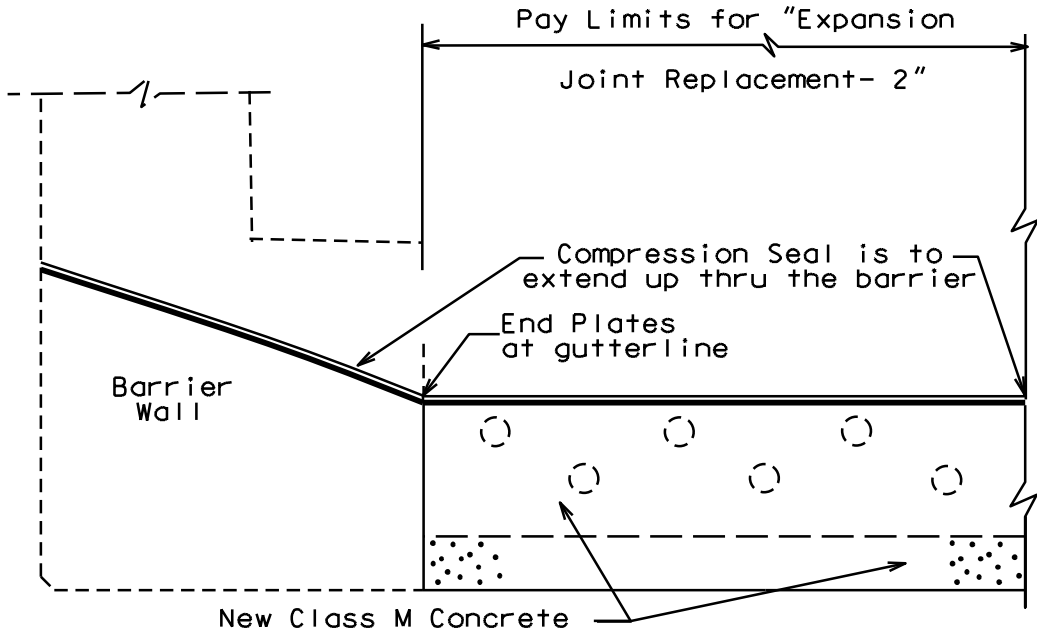 Pay Limits for "Expansion
Joint Replacement- 2"
Compression Seal is to
extend up thru the barrier
End Plates
at gutterline
Barrier
Wall
New Class M Concrete